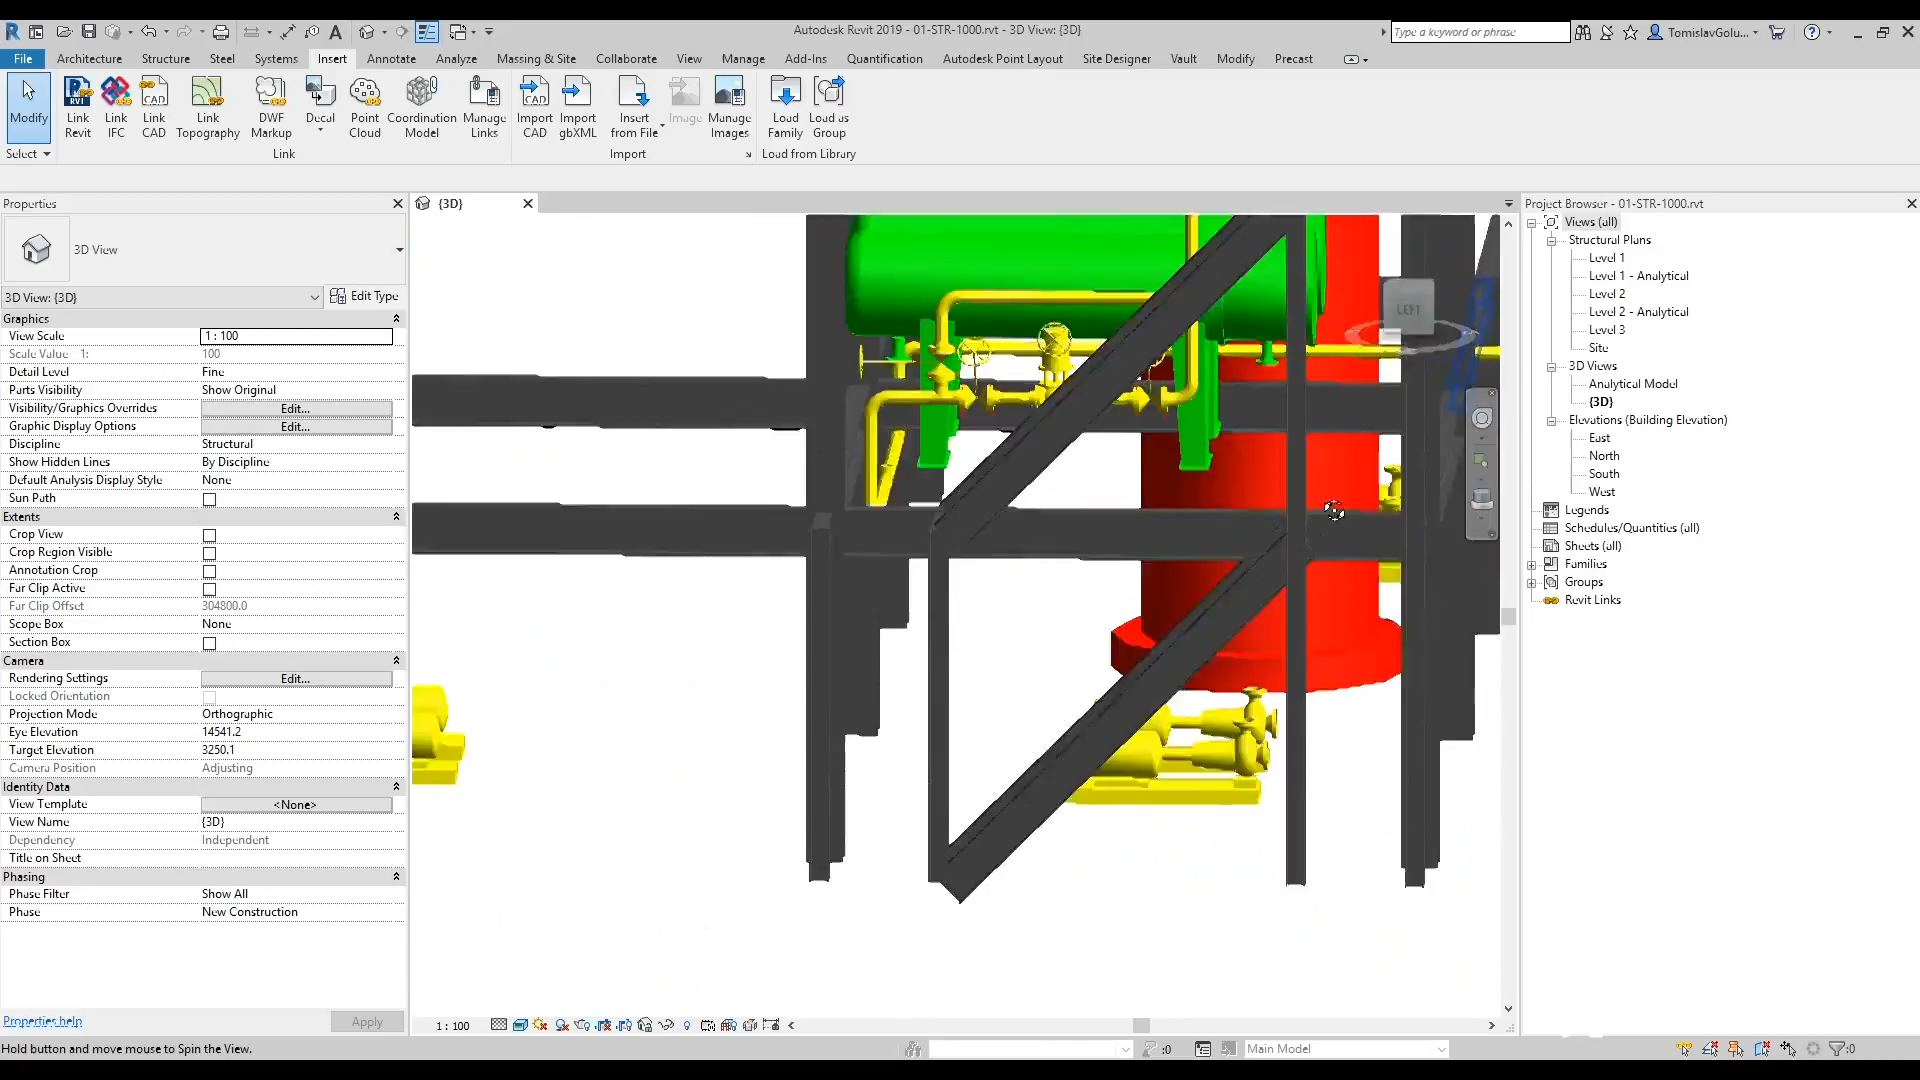 Autodesk Revit 2019 - 01-STR-1000.rvt - 3D View: {3D}
Type a keyword or phrase
TomislavGolu...
File Architecture Structure Steel Systems Insert Annotate Analyze Massing & Site Collaborate View Manage Add-Ins Quantification Autodesk Point Layout Site Designer Vault Modify Precast
Modify
Link Revit
Link IFC
Link CAD
Link Topography
DWF Markup
Decal
Point Cloud
Coordination Model
Manage Links
Import CAD
Import gbXML
Insert from File
Image
Manage Images
Load Family
Load as Group
Select
Link
Import
Load from Library
Properties
3D View
3D View: {3D}
Edit Type
Graphics
View Scale 1 : 100
Scale Value 1: 100
Detail Level Fine
Parts Visibility Show Original
Visibility/Graphics Overrides Edit...
Graphic Display Options Edit...
Discipline Structural
Show Hidden Lines By Discipline
Default Analysis Display Style None
Sun Path
Extents
Crop View
Crop Region Visible
Annotation Crop
Far Clip Active
Far Clip Offset 304800.0
Scope Box None
Section Box
Camera
Rendering Settings Edit...
Locked Orientation
Projection Mode Orthographic
Eye Elevation 14541.2
Target Elevation 3250.1
Camera Position Adjusting
Identity Data
View Template <None>
View Name {3D}
Dependency Independent
Title on Sheet
Phasing
Phase Filter Show All
Phase New Construction
Properties help
Apply
{3D}
LEFT
1 : 100
Project Browser - 01-STR-1000.rvt
Views (all)
Structural Plans
Level 1
Level 1 - Analytical
Level 2
Level 2 - Analytical
Level 3
Site
3D Views
Analytical Model
{3D}
Elevations (Building Elevation)
East
North
South
West
Legends
Schedules/Quantities (all)
Sheets (all)
Families
Groups
Revit Links
Hold button and move mouse to Spin the View.
:0
Main Model
:0